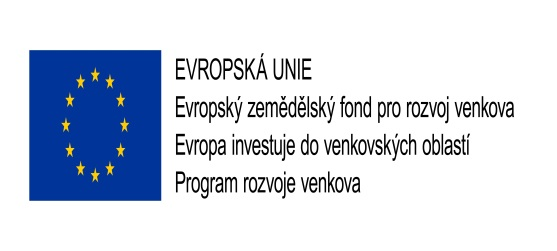 EVROPSKÁ UNIE
Evropský zemědělský fond pro rozvoj venkova
Evropa investuje do venkovských oblastí
Program rozvoje venkova